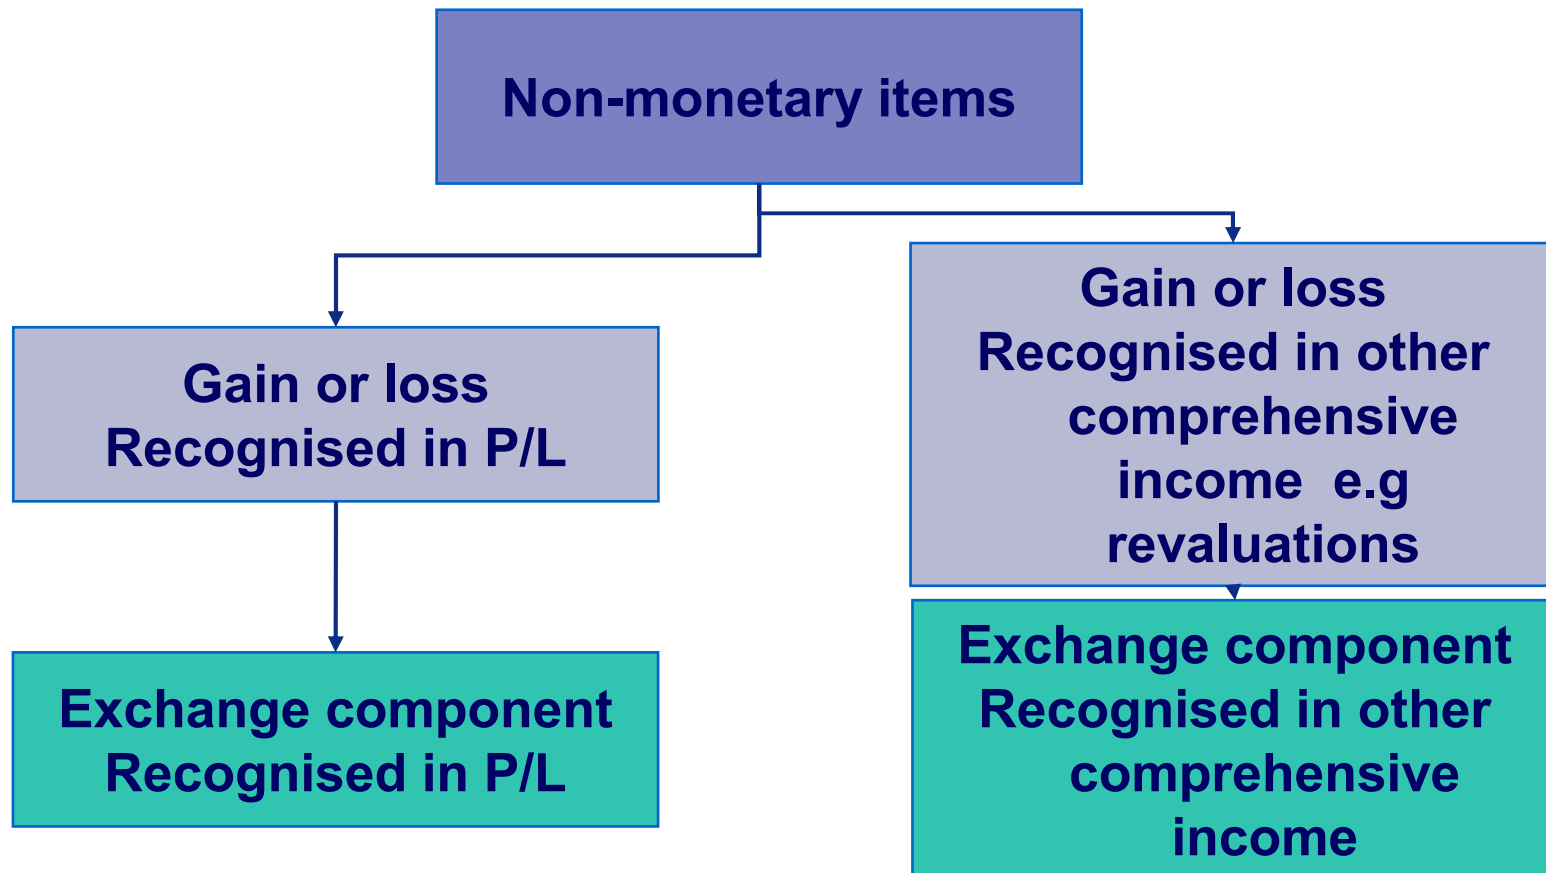 Non-monetary items
Gain or loss
Recognised in P/L
Gain or loss
Recognised in other
comprehensive
income e.g
revaluations
Exchange component
Recognised in P/L
Exchange component
Recognised in other
comprehensive
income